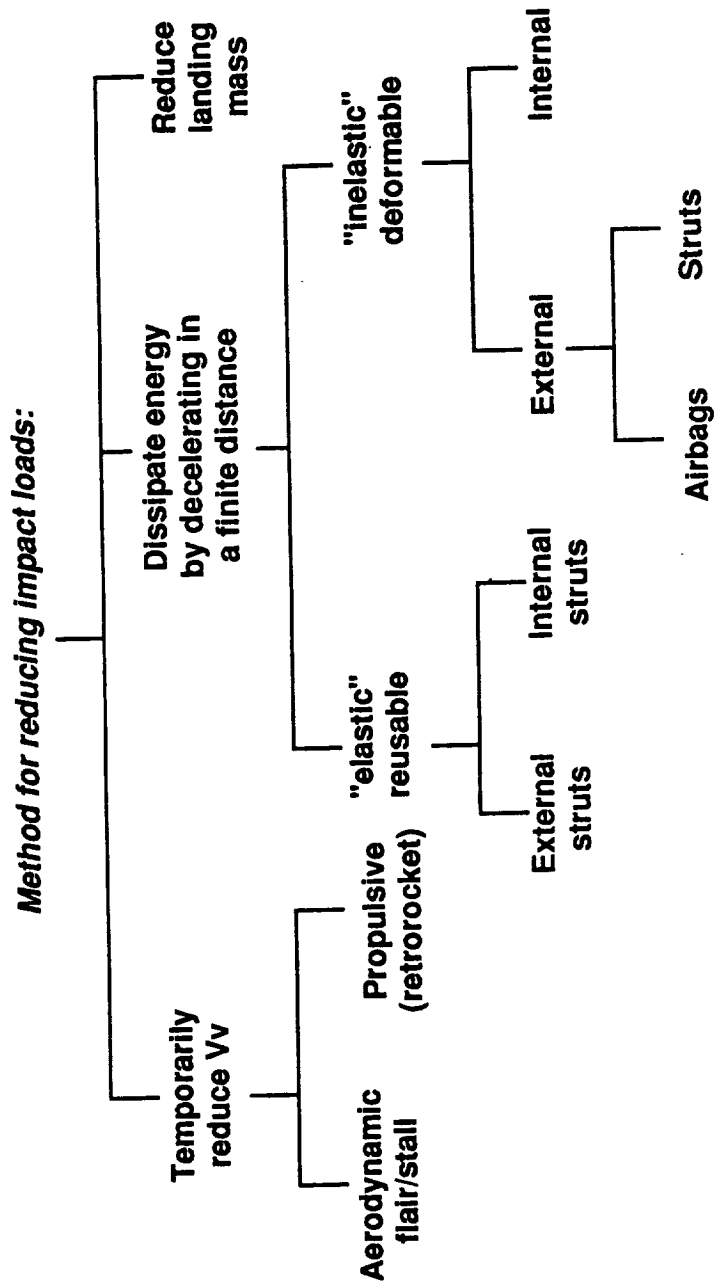 Method for reducing impact loads:
Temporarily
reduce Vv
Dissipate energy
by decelerating in
a finite distance
Reduce
landing
mass
Aerodynamic
flair/stall
Propulsive
(retrorocket)
"elastic"
reusable
"inelastic"
deformable
External
struts
Internal
struts
External
Internal
Airbags
Struts